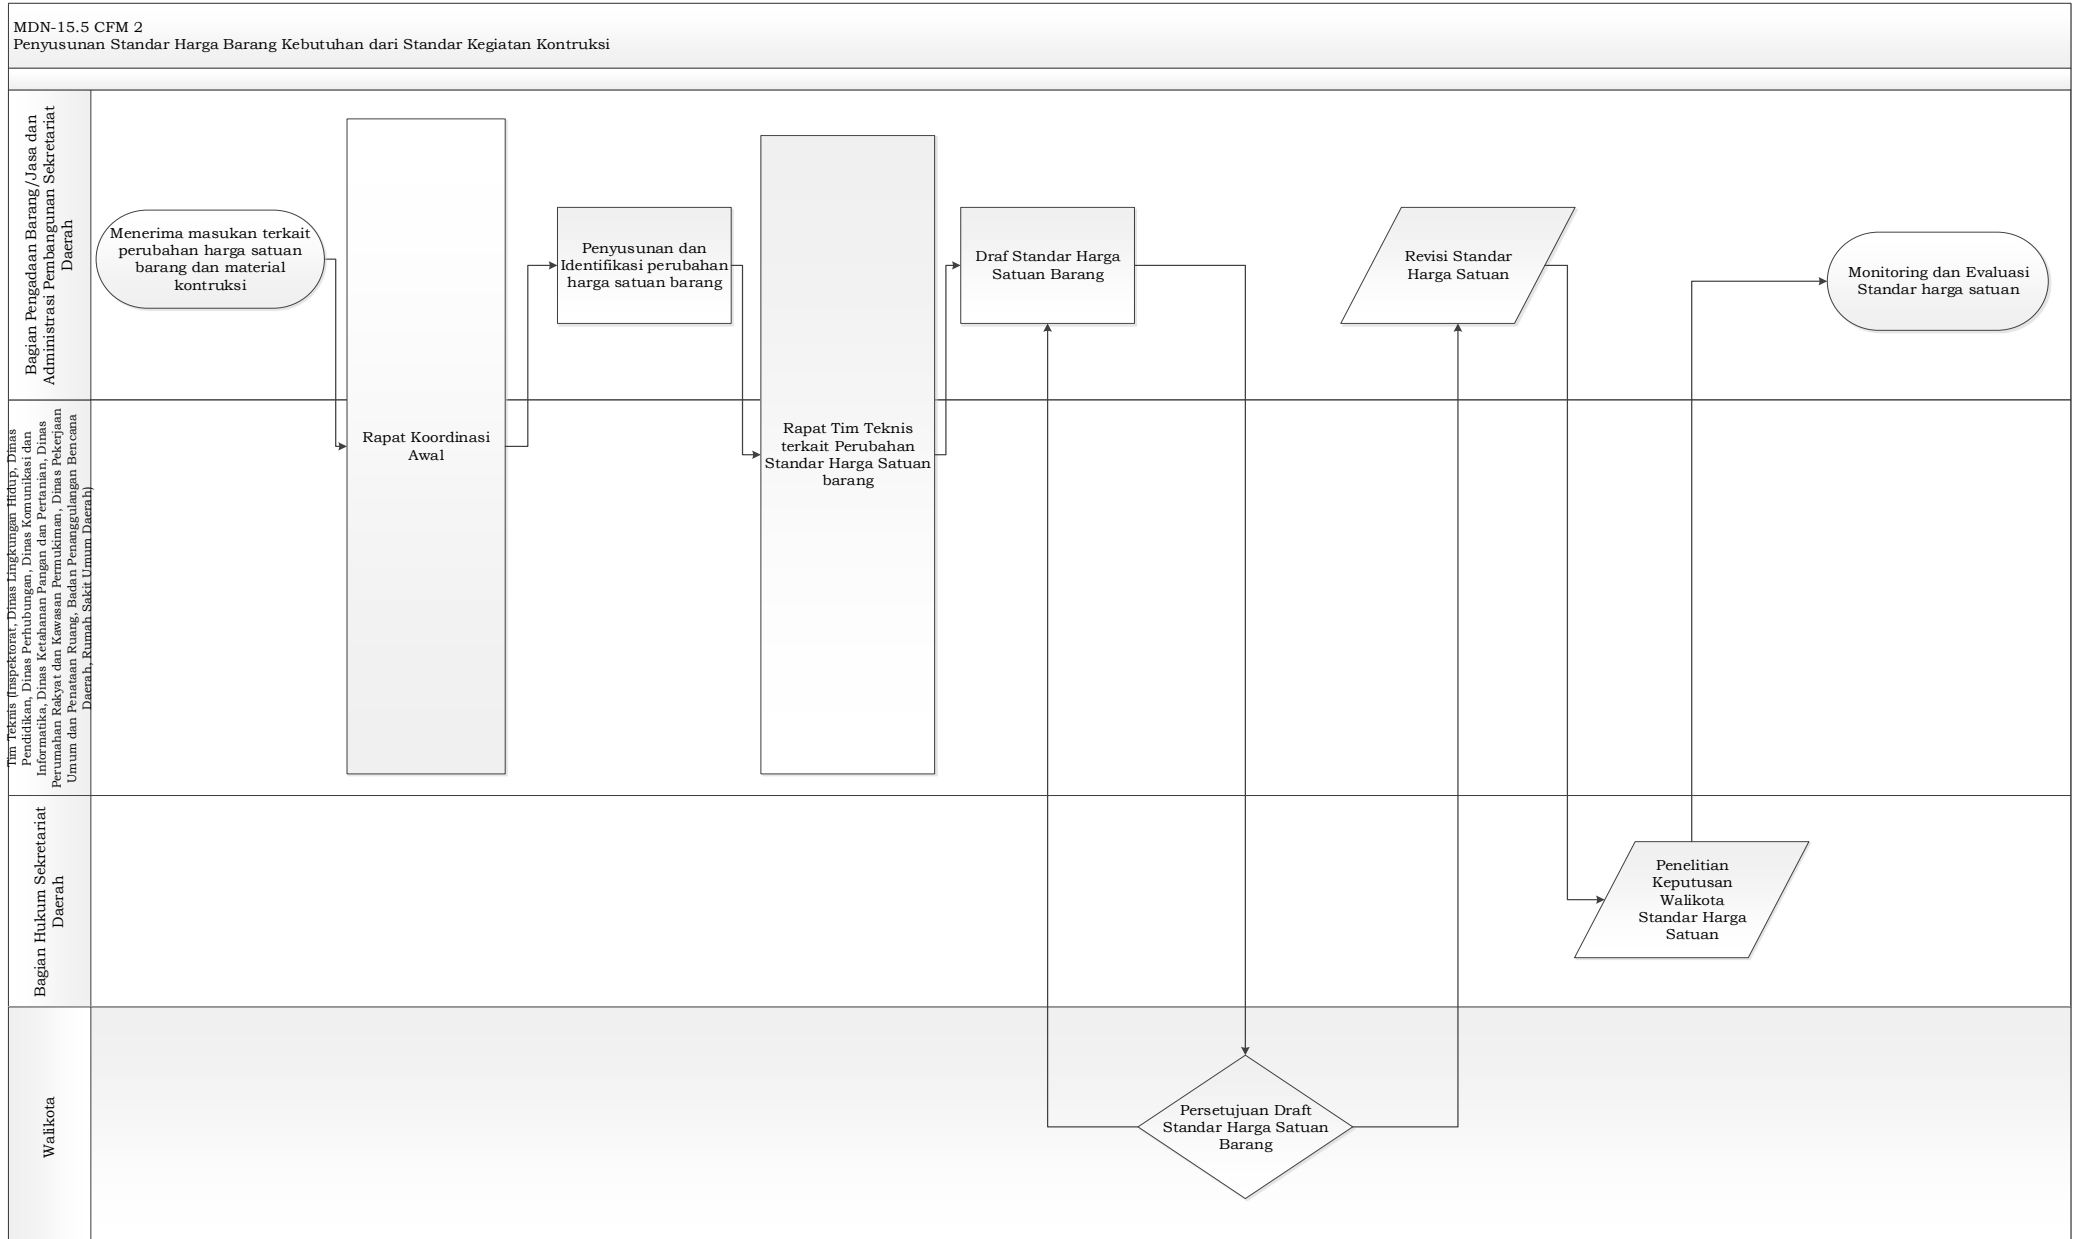 MDN-15.5 CFM 2
Penyusunan Standar Harga Barang Kebutuhan dari Standar Kegiatan Kontruksi
Bagian Pengadaan Barang/Jasa dan
Administrasi Pembangunan Sekretariat
Daerah
Menerima masukan terkait
perubahan harga satuan
barang dan material
kontruksi
Rapat Koordinasi
Awal
Penyusunan dan
Identifikasi perubahan
harga satuan barang
Rapat Tim Teknis
terkait Perubahan
Standar Harga Satuan
barang
Draf Standar Harga
Satuan Barang
Revisi Standar
Harga Satuan
Monitoring dan Evaluasi
Standar harga satuan
Tim Teknis (Inspektorat, Dinas Lingkungan Hidup, Dinas
Pendidikan, Dinas Perhubungan, Dinas Komunikasi dan
Informatika, Dinas Ketahanan Pangan dan Pertanian, Dinas
Perumahan Rakyat dan Kawasan Permukiman, Dinas Pekerjaan
Umum dan Penataan Ruang, Badan Penanggulangan Bencana
Daerah, Rumah Sakit Umum Daerah)
Bagian Hukum Sekretariat
Daerah
Penelitian
Keputusan
Walikota
Standar Harga
Satuan
Walikota
Persetujuan Draft
Standar Harga Satuan
Barang